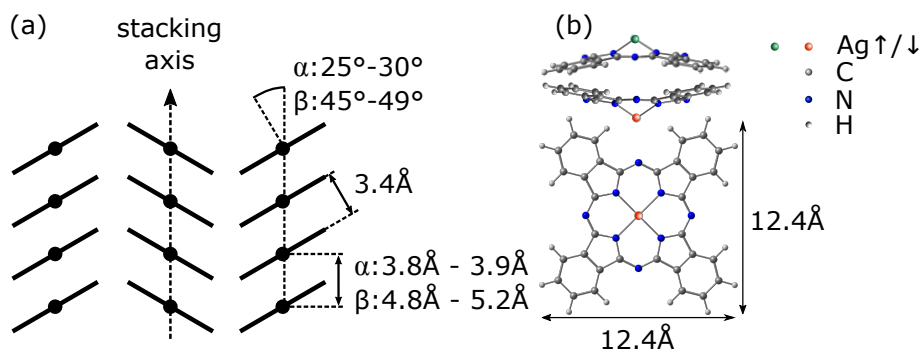 (a)
stacking
axis
α:25°-30°
β:45°-49°
3.4Å
α:3.8Å - 3.9Å
β:4.8Å - 5.2Å
(b)
Ag↑/↓
C
N
H
12.4Å
12.4Å